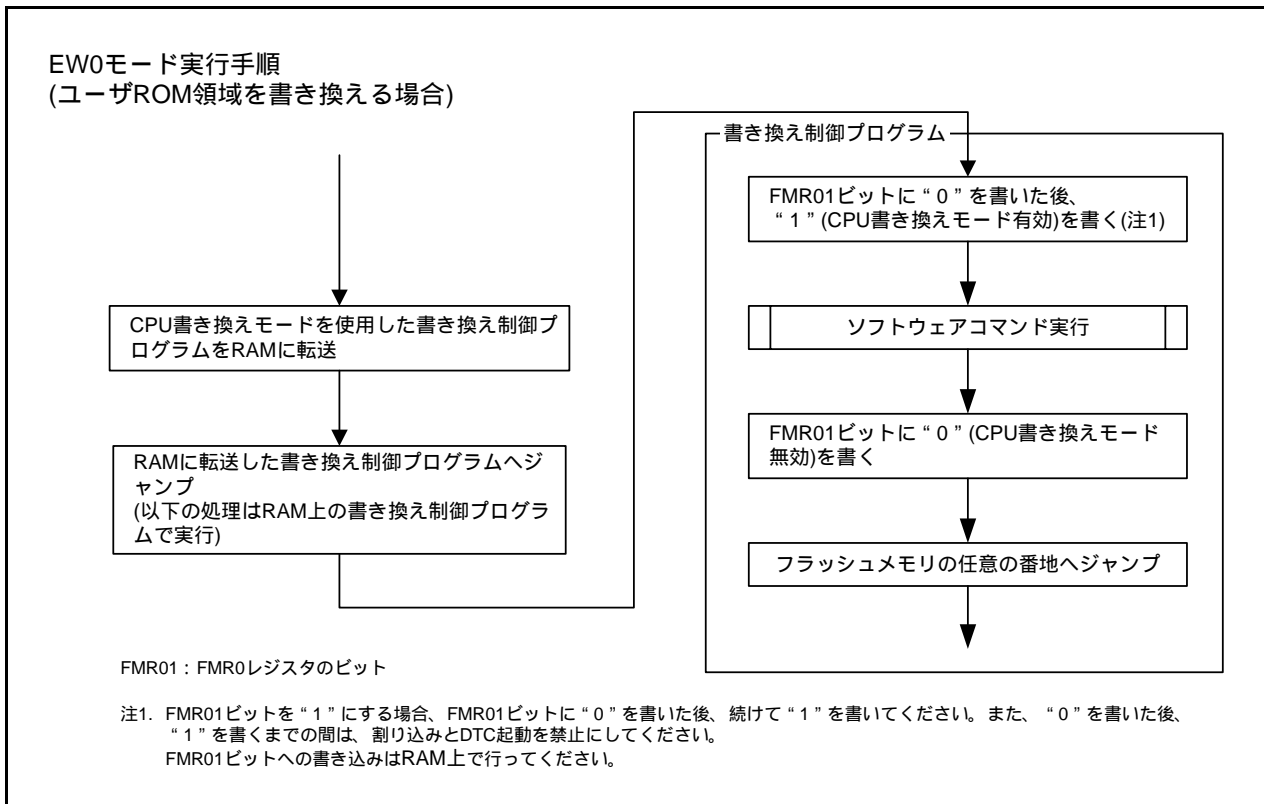 EW0モード実行手順
(ユーザROM領域を書き換える場合)
CPU書き換えモードを使用した書き換え制御プ
ログラムをRAMに転送
RAMに転送した書き換え制御プログラムへジ
ャンプ
(以下の処理はRAM上の書き換え制御プログラ
ムで実行)
書き換え制御プログラム
FMR01ビットに“0”を書いた後、
“1”(CPU書き換えモード有効)を書く(注1)
ソフトウェアコマンド実行
FMR01ビットに“0”(CPU書き換えモード
無効)を書く
フラッシュメモリの任意の番地へジャンプ
FMR01：FMR0レジスタのビット
注1. FMR01ビットを“1”にする場合、FMR01ビットに“0”を書いた後、続けて“1”を書いてください。また、“0”を書いた後、
“1”を書くまでの間は、割り込みとDTC起動を禁止にしてください。
FMR01ビットへの書き込みはRAM上で行ってください。